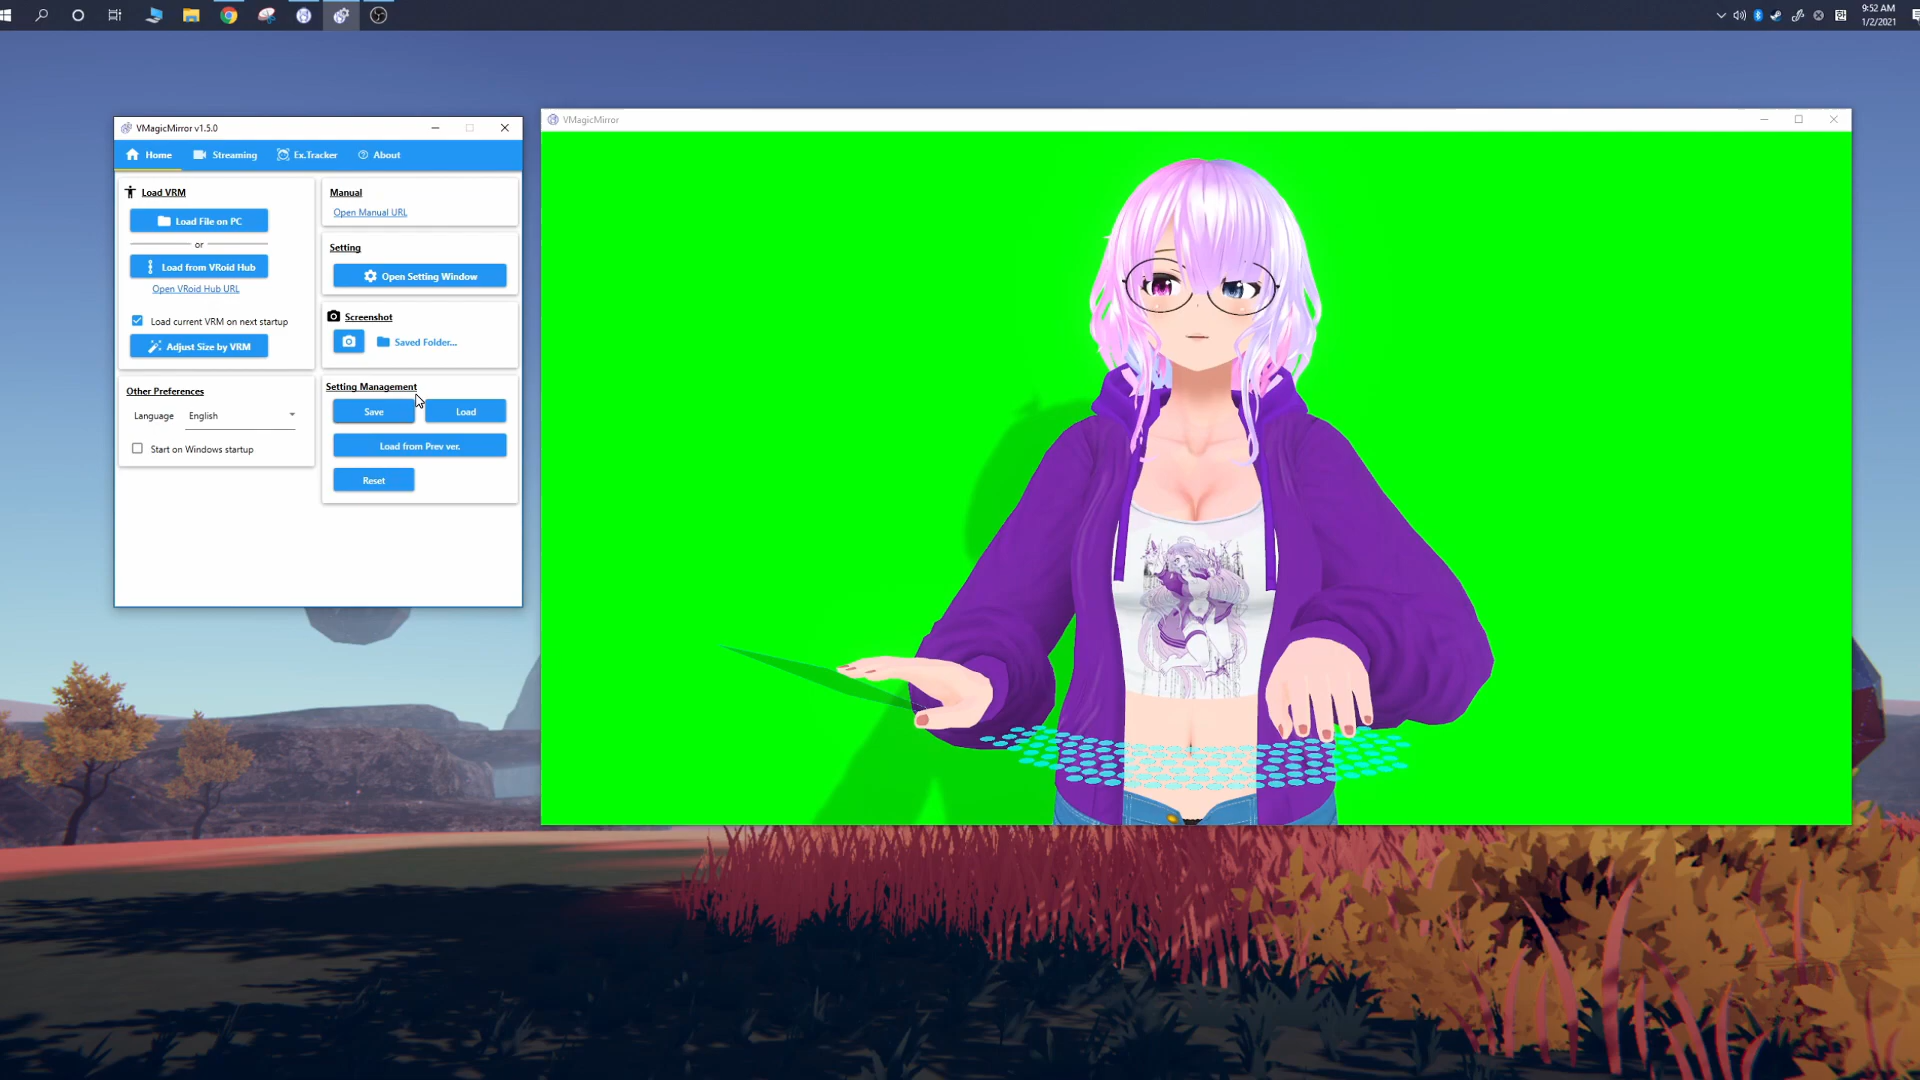 9:52 AM
1/2/2021
VMagicMirror v1.5.0
Home
Streaming
Ex.Tracker
About
Load VRM
Load File on PC
or
Load from VRoid Hub
Open VRoid Hub URL
Load current VRM on next startup
Adjust Size by VRM
Other Preferences
Language
English
Start on Windows startup
Manual
Open Manual URL
Setting
Open Setting Window
Screenshot
Saved Folder...
Setting Management
Save
Load
Load from Prev ver.
Reset
VMagicMirror